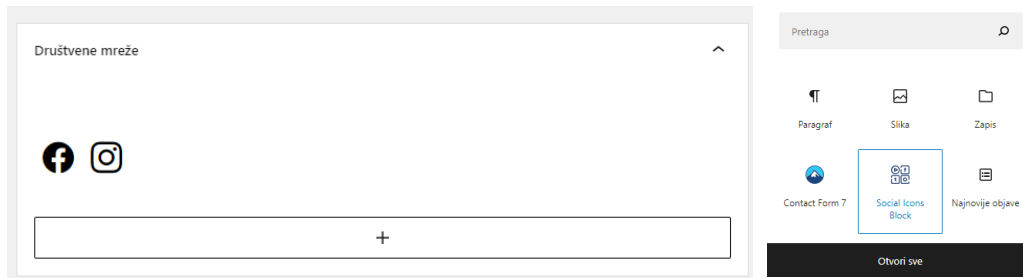 Društvene mreže
Pretraga
Paragraf
Slika
Zapis
Contact Form 7
Social Icons
Block
Najnovije objave
Otvori sve